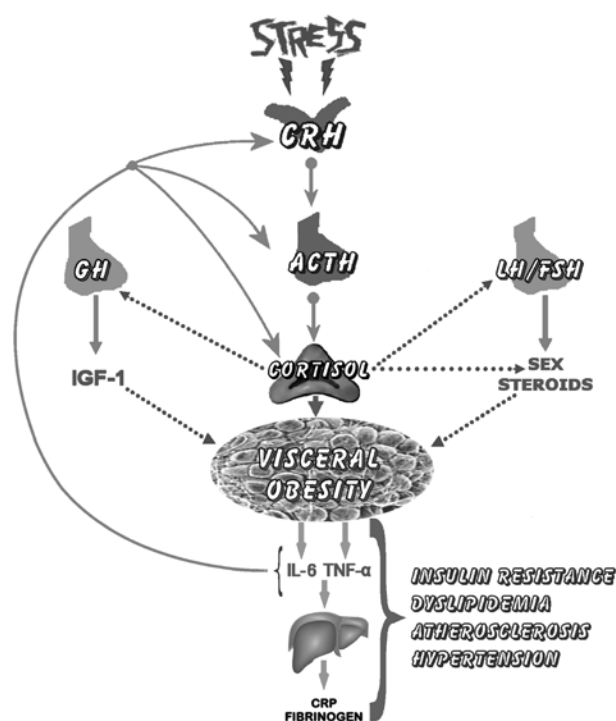 STRESS
CRH
GH
ACTH
LH/FSH
IGF-1
CORTISOL
SEX
STEROIDS
VISCERAL
OBESITY
IL-6 TNF-α
INSULIN RESISTANCE
DYSLIPIDEMIA
ATHEROSCLEROSIS
HYPERTENSION
CRP
FIBRINOGEN